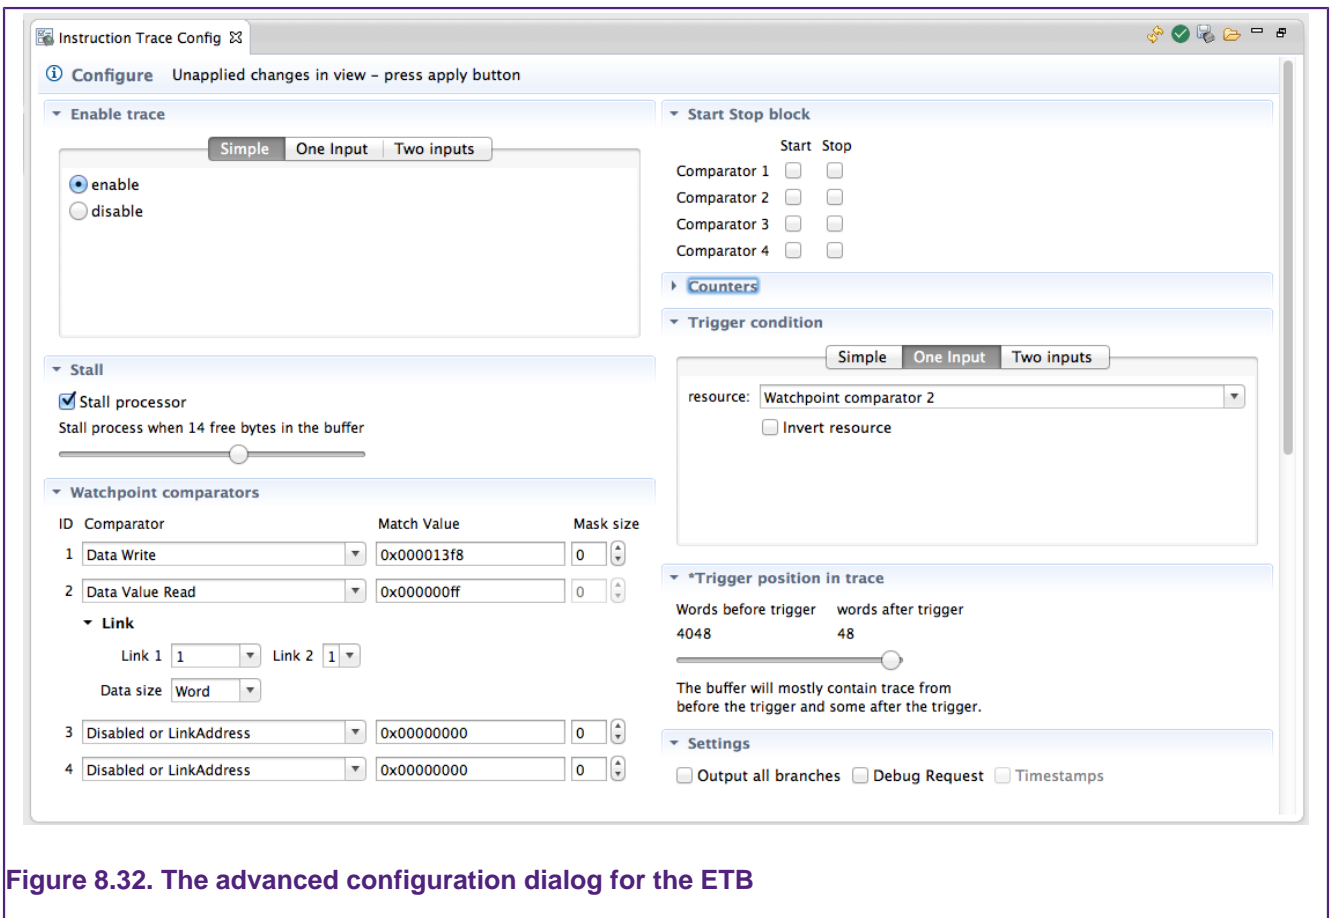 Instruction Trace Config
Configure Unapplied changes in view – press apply button
Enable trace
Simple One Input Two inputs
enable
disable
Stall
Stall processor
Stall process when 14 free bytes in the buffer
Watchpoint comparators
ID Comparator Match Value Mask size
1 Data Write 0x000013f8 0
2 Data Value Read 0x000000ff 0
Link
Link 1 1 Link 2 1
Data size Word
3 Disabled or LinkAddress 0x00000000 0
4 Disabled or LinkAddress 0x00000000 0
Start Stop block
Start Stop
Comparator 1
Comparator 2
Comparator 3
Comparator 4
Counters
Trigger condition
Simple One Input Two inputs
resource: Watchpoint comparator 2
Invert resource
*Trigger position in trace
Words before trigger words after trigger
4048 48
The buffer will mostly contain trace from
before the trigger and some after the trigger.
Settings
Output all branches Debug Request Timestamps
Figure 8.32. The advanced configuration dialog for the ETB